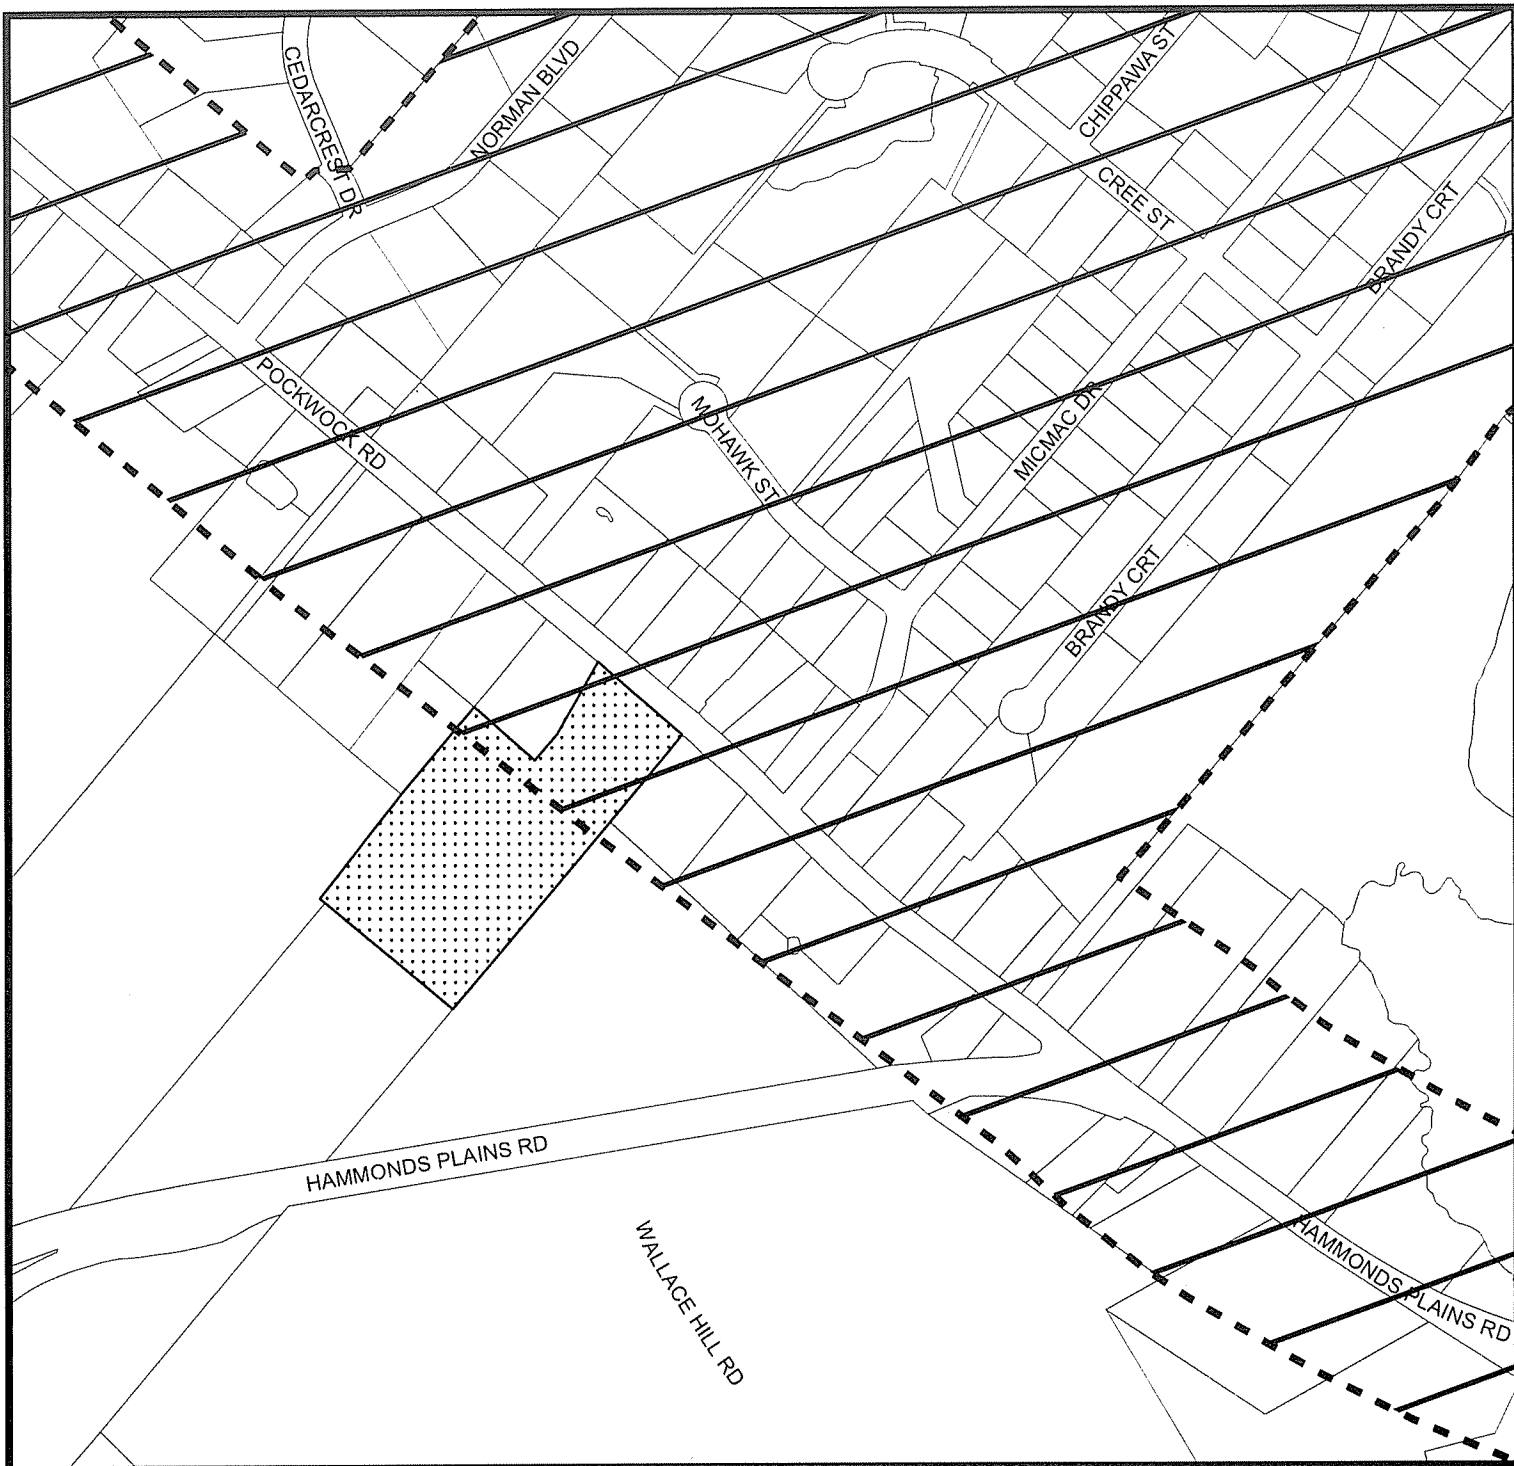 CEDARCREST DR
NORMAN BLVD
CHIPPAWA ST
CREE ST
BRANDY CRT
POCKWOCK RD
MOHAWK ST
MICMAC DR
BRANDY CRT
HAMMONDS PLAINS RD
WALLACE HILL RD
HAMMONDS PLAINS RD